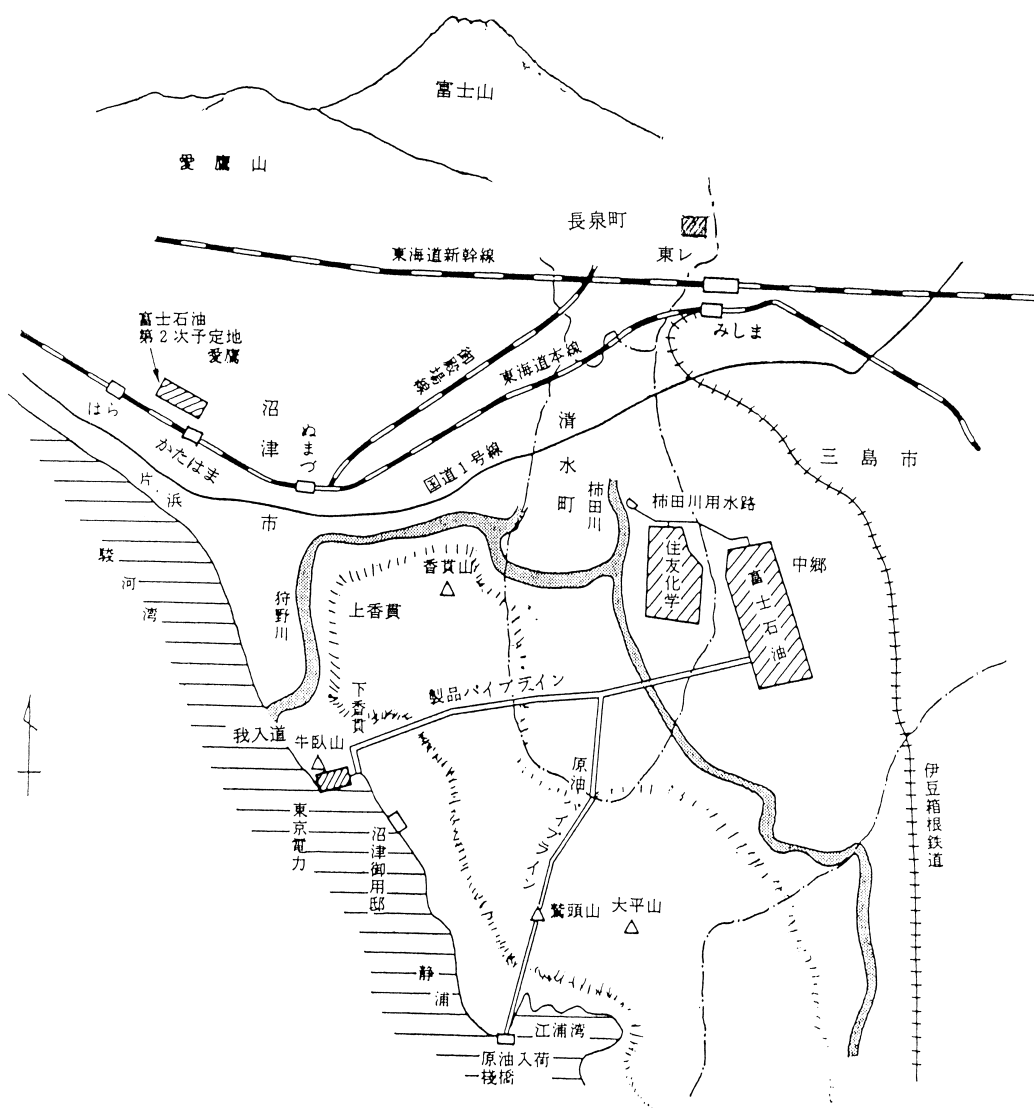 富士山
愛鷹山
長泉町
東レ
東海道新幹線
みしま
富士石油
第2次予定地
愛鷹
御殿場線
東海道本線
はら
沼津市
ぬまづ
かたはま
国道1号線
清水町
三島市
片浜
柿田川
柿田川用水路
駿河湾
狩野川
香貫山
上香貫
住友化学
富士石油
中郷
下香貫
製品パイプライン
我入道
牛臥山
原油パイプライン
伊豆箱根鉄道
東京電力
沼津御用邸
鷲頭山
大平山
静浦
江浦湾
原油入荷
桟橋